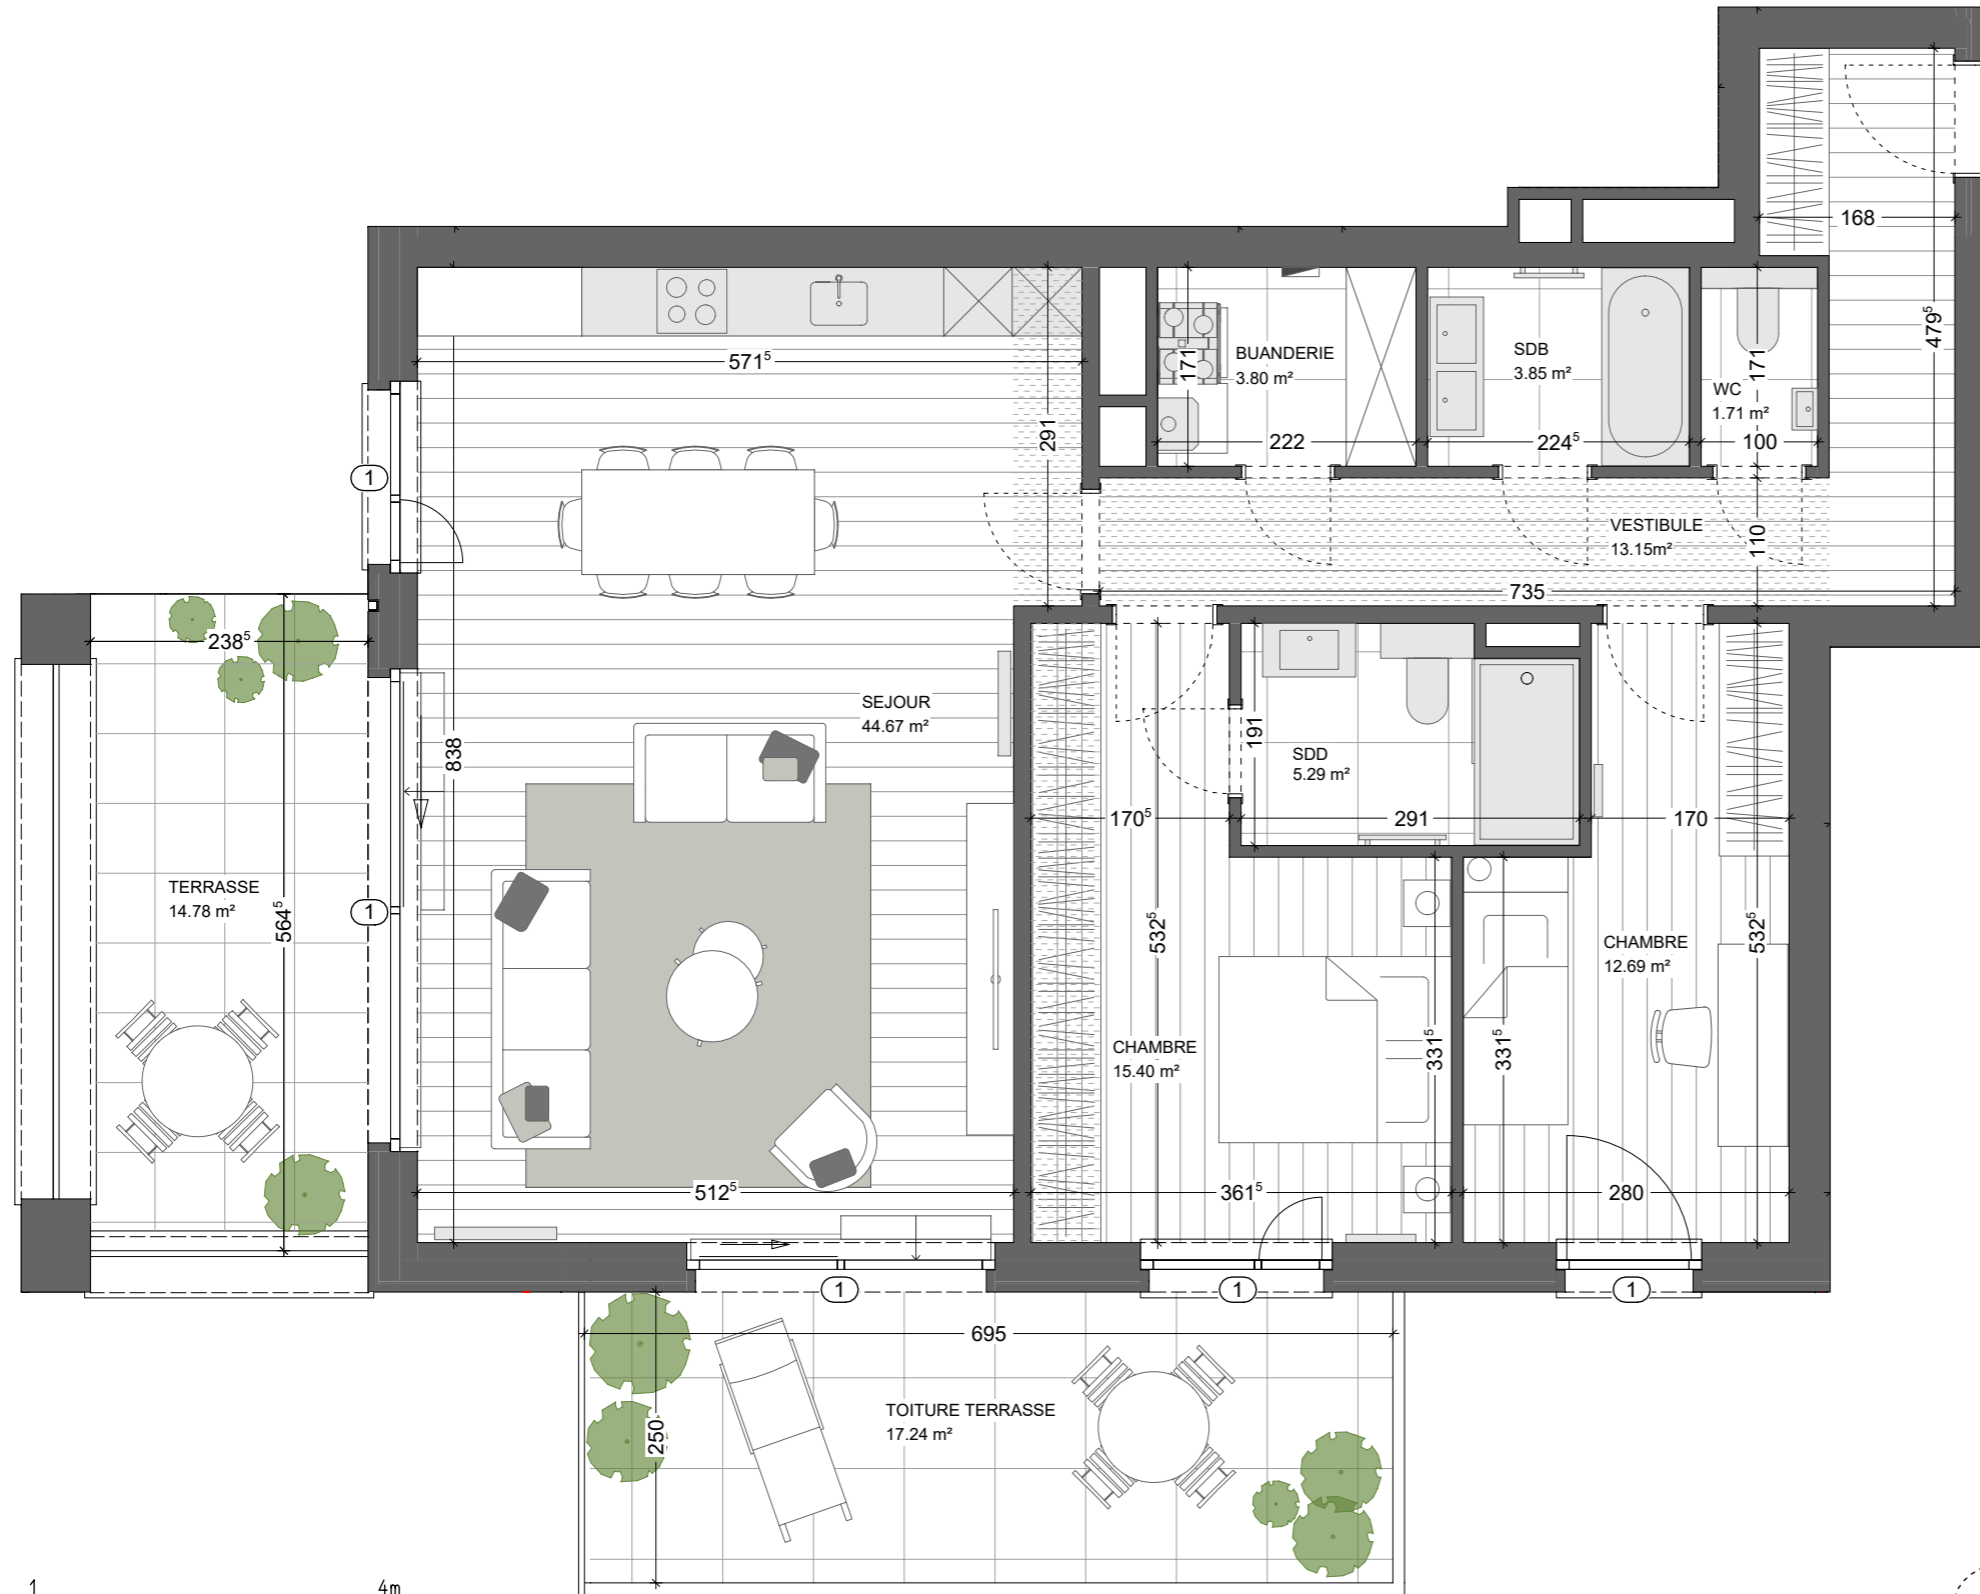 168
479⁵
571⁵
291
171
BUANDERIE
3.80 m²
222
SDB
3.85 m²
224⁵
171
WC
1.71 m²
100
1
VESTIBULE
13.15m²
110
735
238⁵
SEJOUR
44.67 m²
838
191
SDD
5.29 m²
170⁵
291
170
TERRASSE
14.78 m²
564⁵
1
532⁵
CHAMBRE
12.69 m²
532⁵
CHAMBRE
15.40 m²
331⁵
331⁵
512⁵
361⁵
280
1
1
1
695
TOITURE TERRASSE
17.24 m²
250
1
4m